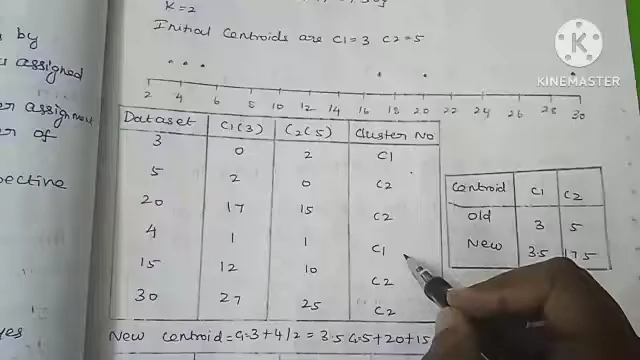 K=2
Initial Centroids are C1=3 C2=5
by
assigned
assignment
of
pective
yes
KINEMASTER
2 4 6 8 10 12 14 16 18 20 22 24 26 28 30
Dataset C1(3) C2(5) Cluster No
3 0 2 C1
5 2 0 C2
20 17 15 C2
4 1 1 C1
15 12 10 C2
30 27 25 C2
Centroid C1 C2
old 3 5
New 3.5 17.5
New centroid = C1=3+4/2 = 3.5 C2=5+20+15